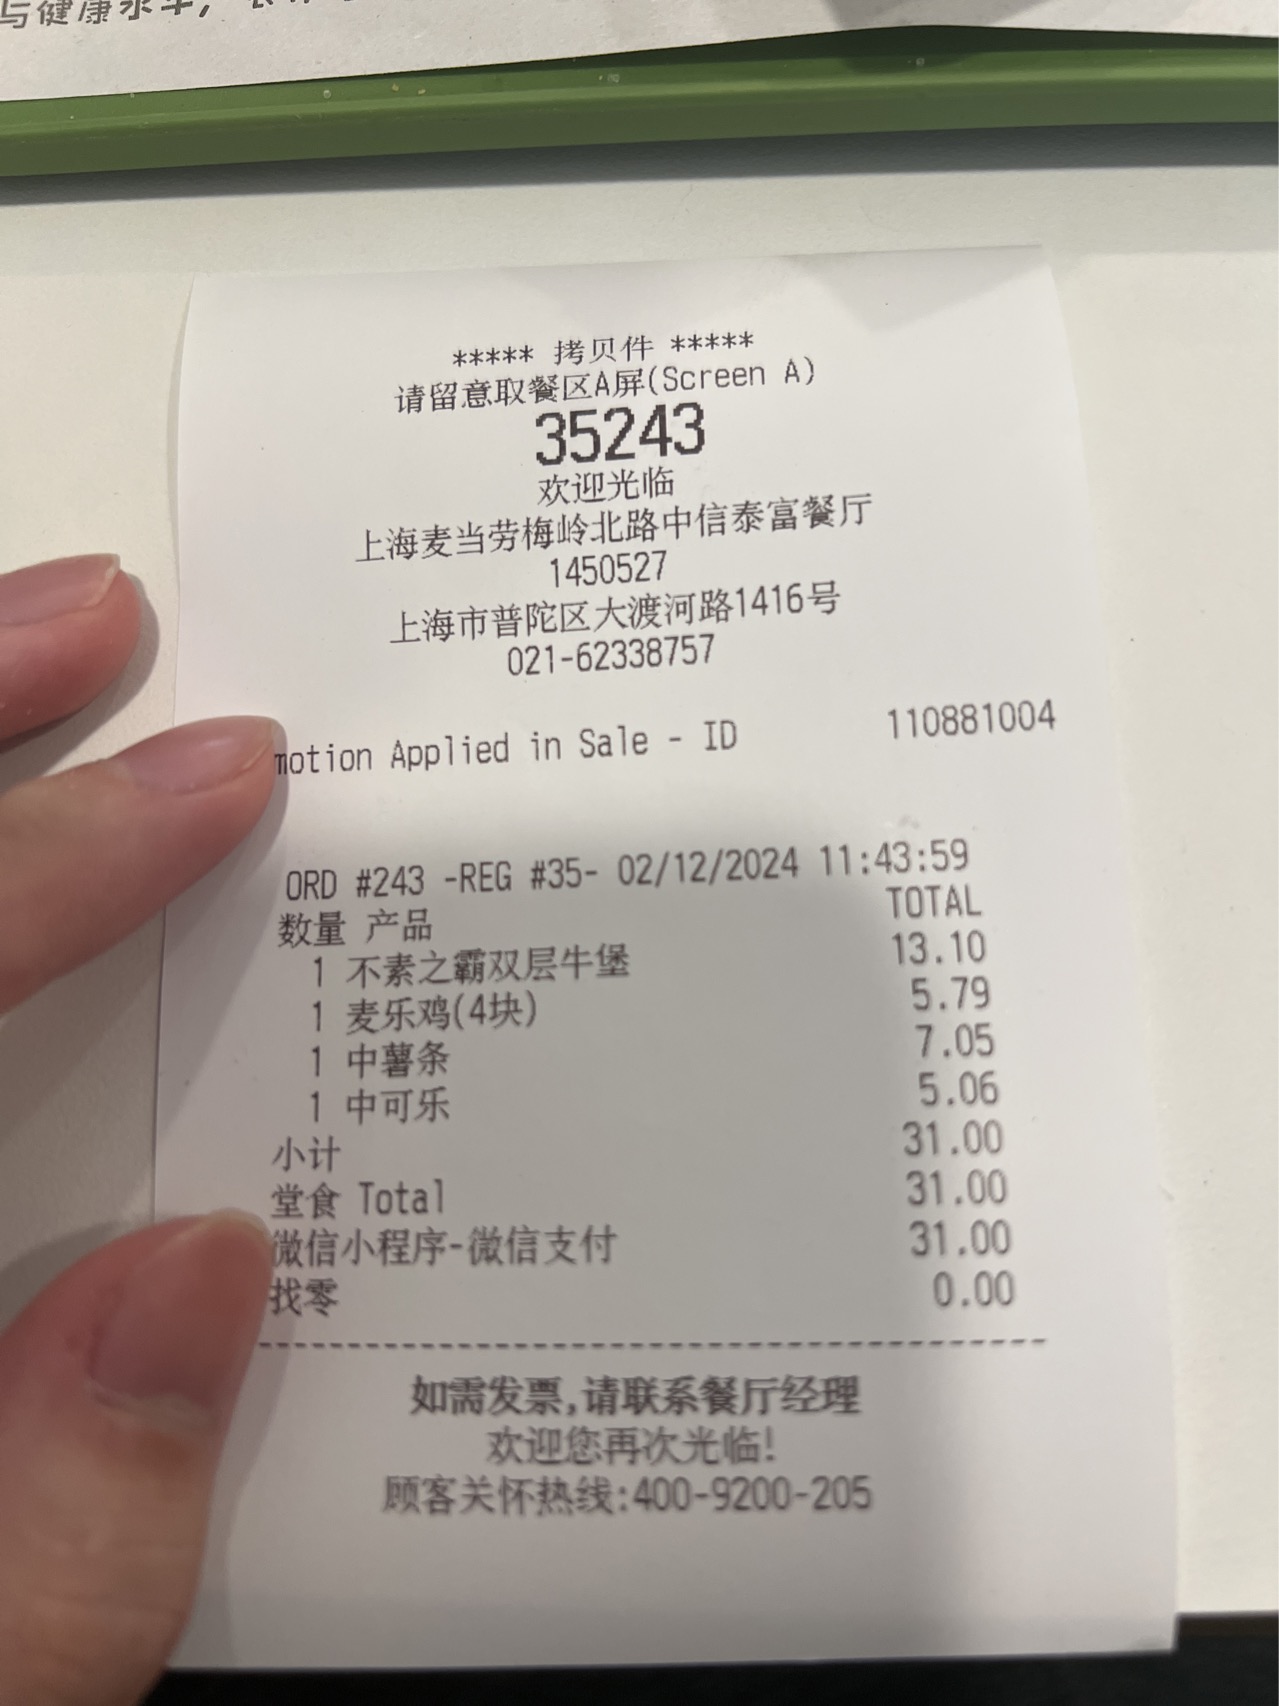 与健康水平,
***** 拷贝件 *****
请留意取餐区A屏(Screen A)
35243
欢迎光临
上海麦当劳梅岭北路中信泰富餐厅
1450527
上海市普陀区大渡河路1416号
021-62338757
motion Applied in Sale - ID 110881004
ORD #243 -REG #35- 02/12/2024 11:43:59
数量 产品 TOTAL
1 不素之霸双层牛堡 13.10
1 麦乐鸡(4块) 5.79
1 中薯条 7.05
1 中可乐 5.06
小计 31.00
堂食 Total 31.00
微信小程序-微信支付 31.00
找零 0.00
如需发票,请联系餐厅经理
欢迎您再次光临!
顾客关怀热线:400-9200-205